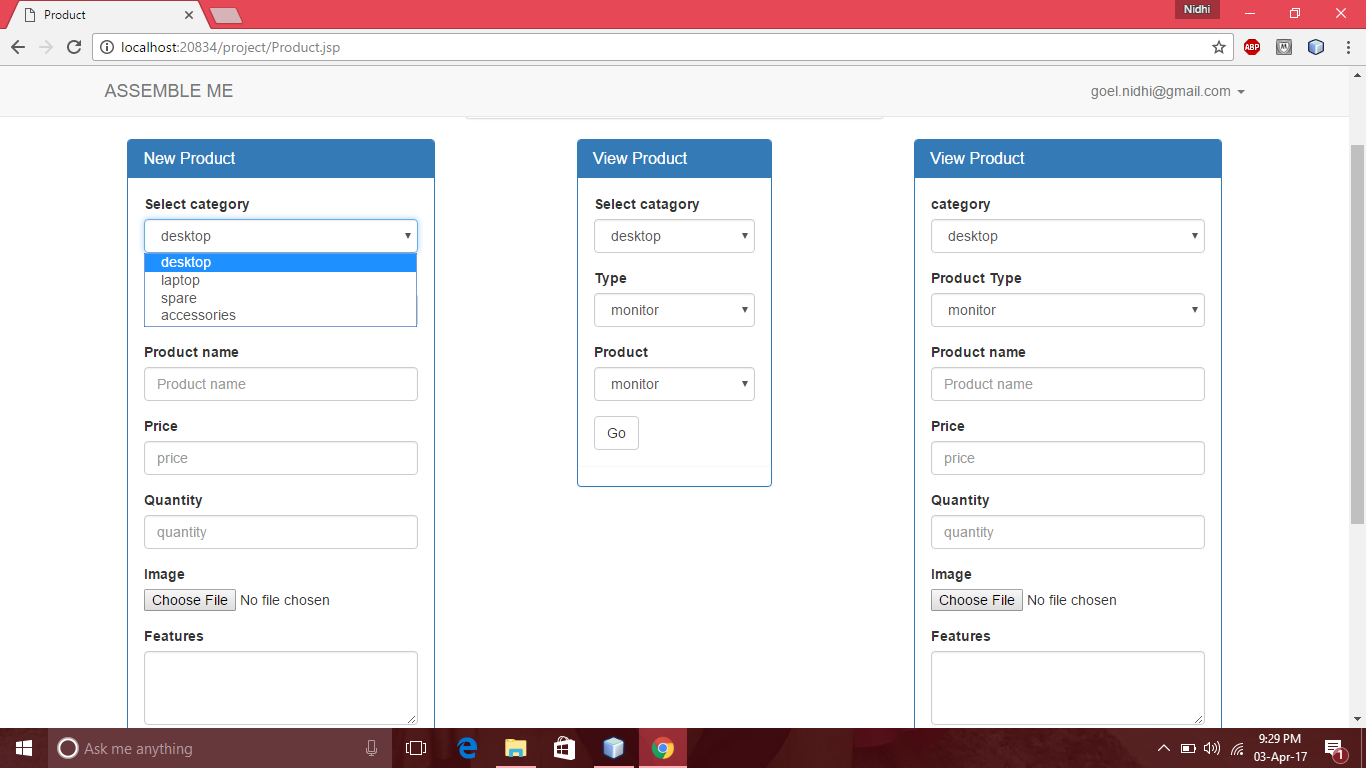 Product
Nidhi
localhost:20834/project/Product.jsp
ABP
ASSEMBLE ME
goel.nidhi@gmail.com
New Product
Select category
desktop
desktop
laptop
spare
accessories
Product name
Product name
Price
price
Quantity
quantity
Image
Choose File No file chosen
Features
View Product
Select catagory
desktop
Type
monitor
Product
monitor
Go
View Product
category
desktop
Product Type
monitor
Product name
Product name
Price
price
Quantity
quantity
Image
Choose File No file chosen
Features
Ask me anything
9:29 PM
03-Apr-17
1